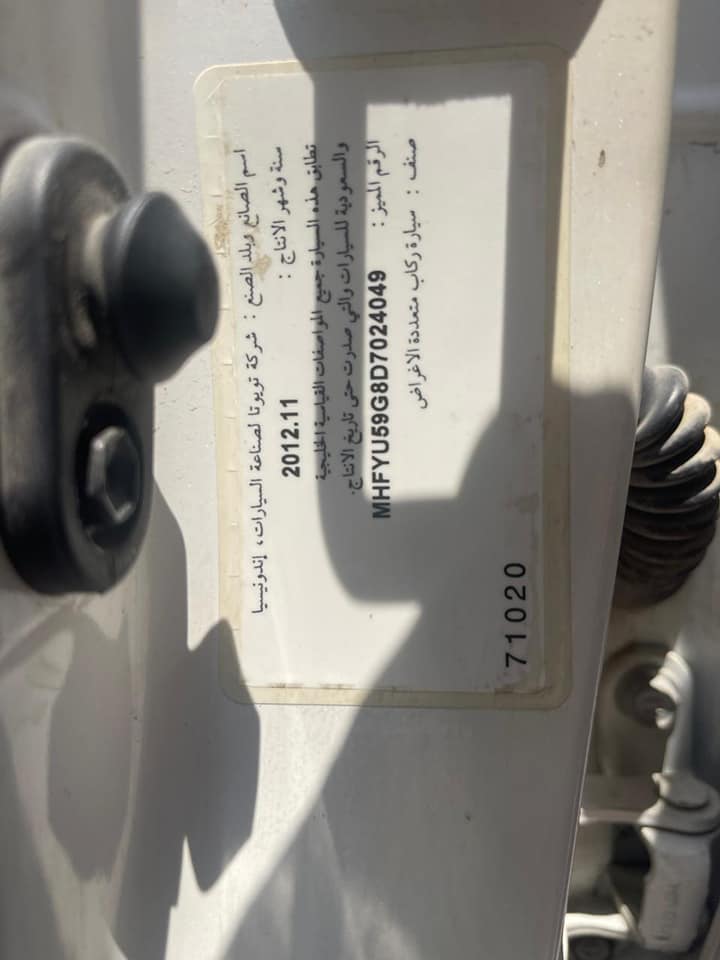 اسم الصانع وبلد الصنع : شركة تويوتا لصناعة السيارات، إندونيسيا
سنة وشهر الانتاج : 2012.11
تطابق هذه السيارة جميع المواصفات القياسية الخليجية
والسعودية للسيارات والتي صدرت حتى تاريخ الانتاج.
الرقم المميز : MHFYU59G8D7024049
صنف : سيارة ركاب متعددة الاغراض
71020